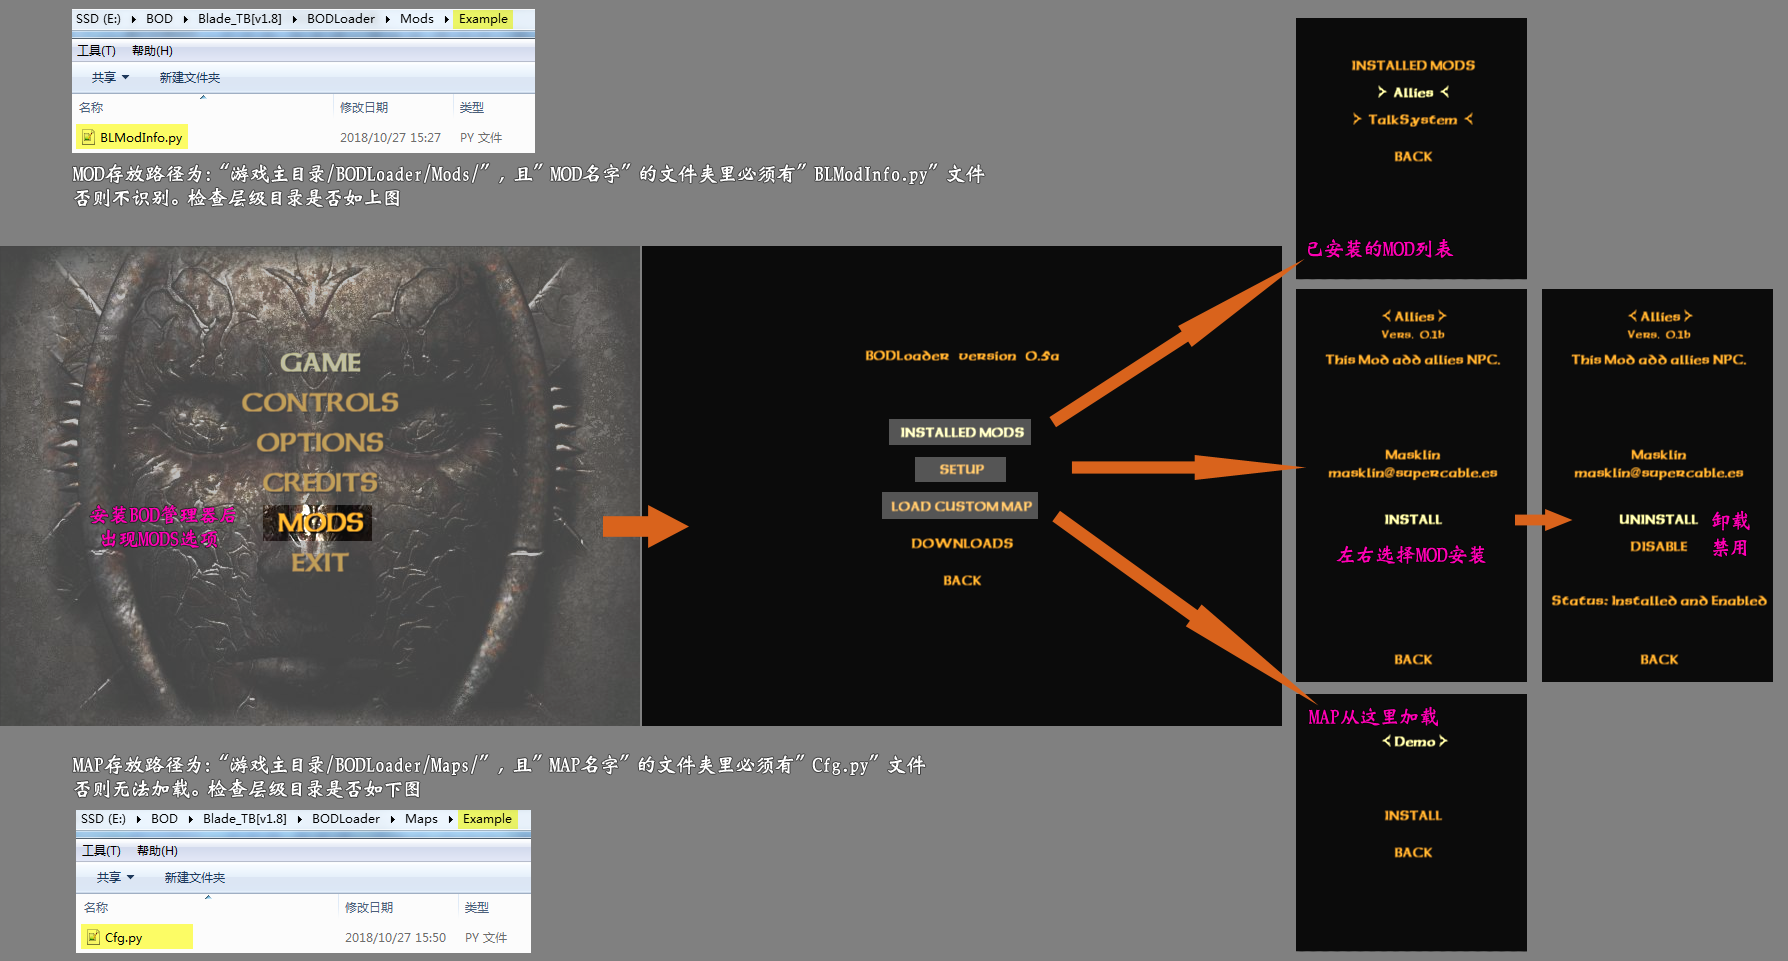 SSD (E:) ▸ BOD ▸ Blade_TB[v1.8] ▸ BODLoader ▸ Mods ▸ Example
工具(T) 帮助(H)
共享 ▼ 新建文件夹
名称 修改日期 类型
BLModInfo.py 2018/10/27 15:27 PY 文件
MOD存放路径为:“游戏主目录/BODLoader/Mods/”, 且”MOD名字”的文件夹里必须有”BLModInfo.py”文件
否则不识别。检查层级目录是否如上图
GAME
CONTROLS
OPTIONS
CREDITS
MODS
EXIT
安装BOD管理器后
出现MODS选项
BODLoader version 0.5a
INSTALLED MODS
SETUP
LOAD CUSTOM MAP
DOWNLOADS
BACK
INSTALLED MODS
> Allies <
> TalkSystem <
BACK
已安装的MOD列表
< Allies >
Vers. 0.1b
This Mod add allies NPC.
Masklin
masklin@supercable.es
INSTALL
左右选择MOD安装
BACK
< Allies >
Vers. 0.1b
This Mod add allies NPC.
Masklin
masklin@supercable.es
UNINSTALL 卸载
DISABLE 禁用
Status: Installed and Enabled
BACK
MAP从这里加载
< Demo >
INSTALL
BACK
MAP存放路径为:“游戏主目录/BODLoader/Maps/”, 且”MAP名字”的文件夹里必须有”Cfg.py”文件
否则无法加载。检查层级目录是否如下图
SSD (E:) ▸ BOD ▸ Blade_TB[v1.8] ▸ BODLoader ▸ Maps ▸ Example
工具(T) 帮助(H)
共享 ▼ 新建文件夹
名称 修改日期 类型
Cfg.py 2018/10/27 15:50 PY 文件